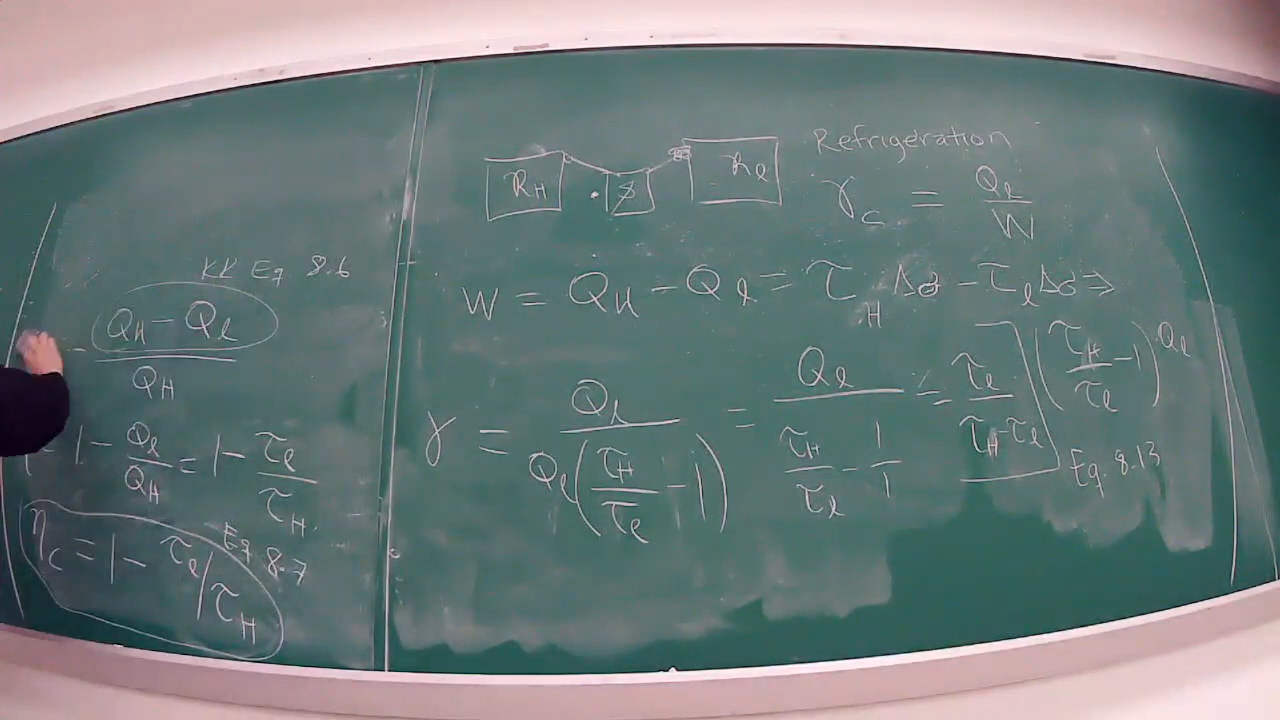 KK Eq 8.6
Q_H − Q_ℓ
Q_H
1 − Q_ℓ/Q_H = 1 − τ_ℓ/τ_H
Eq 8.7
η_c = 1 − τ_ℓ/τ_H
Refrigeration
R_H S R_ℓ
γ_c = Q_ℓ/W
W = Q_H − Q_ℓ = τ_H Δσ − τ_ℓ Δσ ⇒
(τ_H/τ_ℓ − 1) Q_ℓ
γ = Q_ℓ/(Q_ℓ(τ_H/τ_ℓ − 1)) = Q_ℓ/(τ_H/τ_ℓ − 1/1) = τ_ℓ/(τ_H − τ_ℓ)
Eq. 8.13